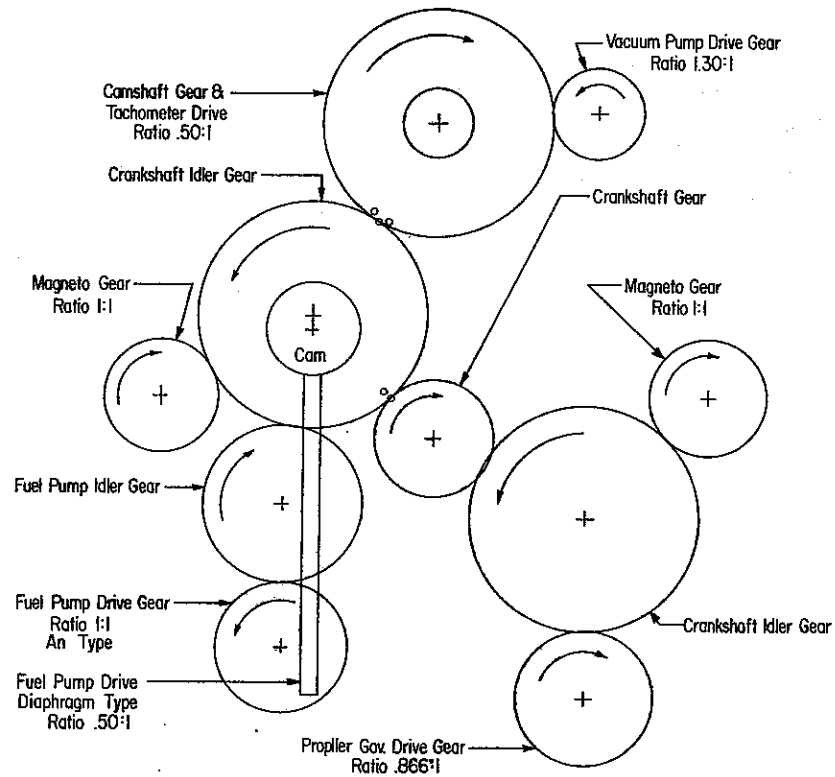 Vacuum Pump Drive Gear
Ratio 1.30:1
Camshaft Gear &
Tachometer Drive
Ratio .50:1
Crankshaft Idler Gear
Crankshaft Gear
Magneto Gear
Ratio 1:1
Magneto Gear
Ratio 1:1
Cam
Fuel Pump Idler Gear
Fuel Pump Drive Gear
Ratio 1:1
An Type
Crankshaft Idler Gear
Fuel Pump Drive
Diaphragm Type
Ratio .50:1
Proplier Gov. Drive Gear
Ratio .866:1